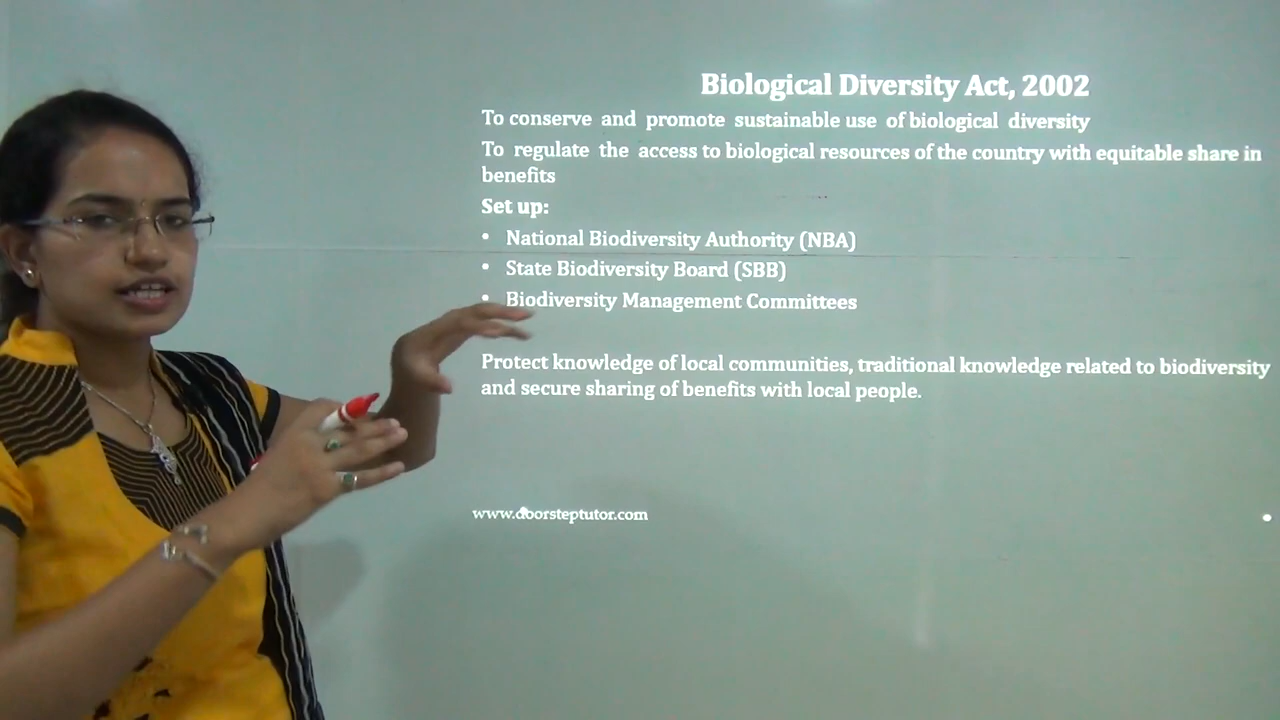 Biological Diversity Act, 2002
To conserve and promote sustainable use of biological diversity
To regulate the access to biological resources of the country with equitable share in
benefits
Set up:
• National Biodiversity Authority (NBA)
• State Biodiversity Board (SBB)
• Biodiversity Management Committees
Protect knowledge of local communities, traditional knowledge related to biodiversity
and secure sharing of benefits with local people.
www.doorsteptutor.com